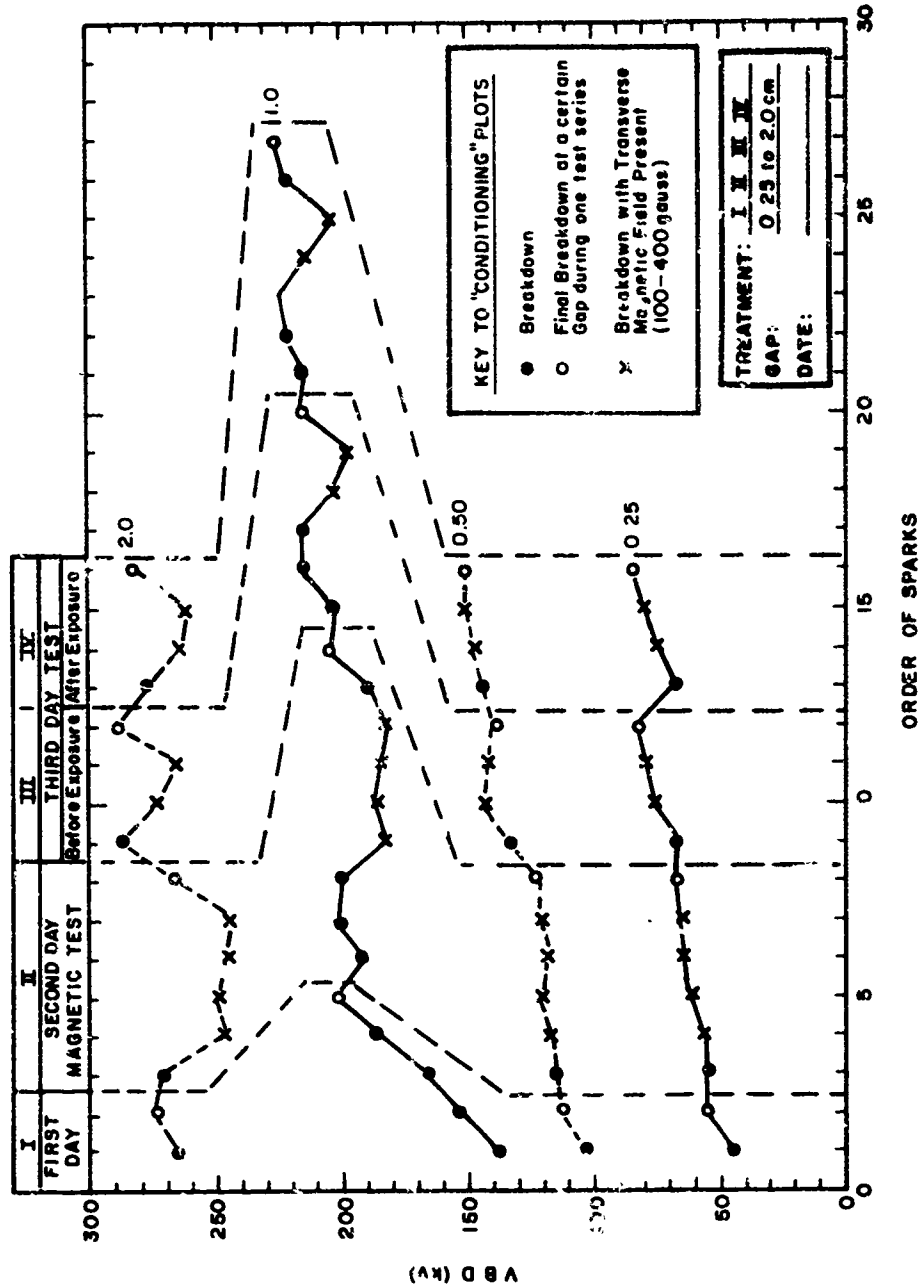 I II III IV
FIRST DAY
SECOND DAY MAGNETIC TEST
THIRD DAY TEST
Before Exposure After Exposure
300
250
200
150
50
0
V B D (kv)
2.0
1.0
0.50
0 25
0
5
0
15
20
25
30
ORDER OF SPARKS
KEY TO "CONDITIONING" PLOTS
Breakdown
Final Breakdown at a certain
Gap during one test series
Breakdown with Transverse
Magnetic Field Present
(100-400 gauss)
TREATMENT: I II III IV
GAP: 0 25 to 2.0 cm
DATE: